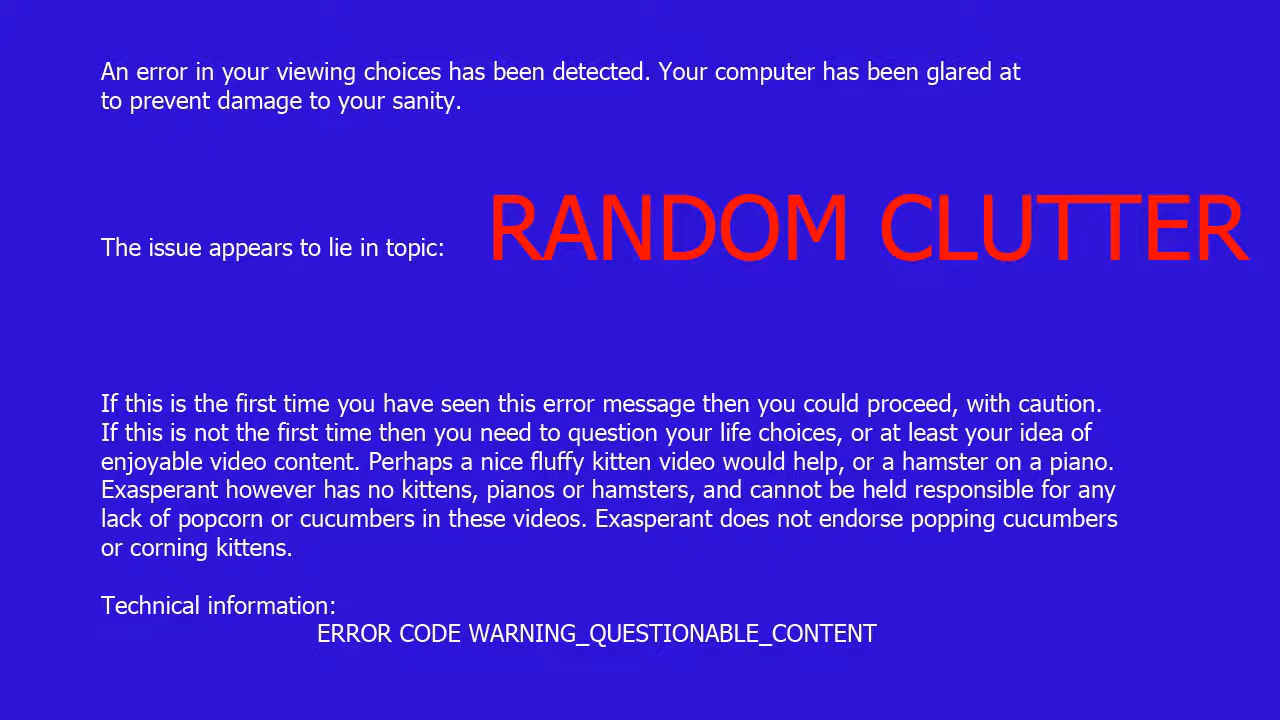 An error in your viewing choices has been detected. Your computer has been glared at
to prevent damage to your sanity.
The issue appears to lie in topic: RANDOM CLUTTER
If this is the first time you have seen this error message then you could proceed, with caution.
If this is not the first time then you need to question your life choices, or at least your idea of
enjoyable video content. Perhaps a nice fluffy kitten video would help, or a hamster on a piano.
Exasperant however has no kittens, pianos or hamsters, and cannot be held responsible for any
lack of popcorn or cucumbers in these videos. Exasperant does not endorse popping cucumbers
or corning kittens.
Technical information:
ERROR CODE WARNING_QUESTIONABLE_CONTENT